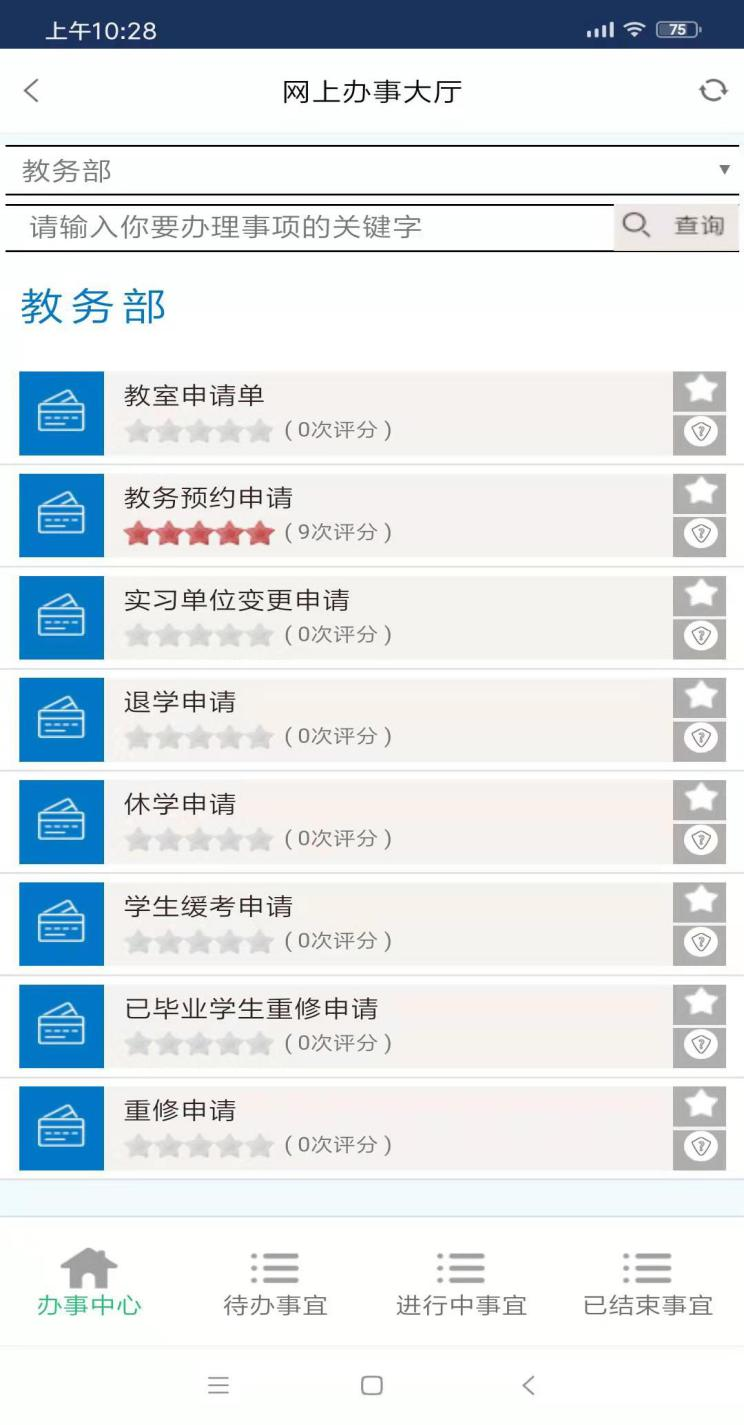 上午10:28
75
网上办事大厅
教务部
请输入你要办理事项的关键字 查询
教务部
教室申请单
(0次评分)
教务预约申请
(9次评分)
实习单位变更申请
(0次评分)
退学申请
(0次评分)
休学申请
(0次评分)
学生缓考申请
(0次评分)
已毕业学生重修申请
(0次评分)
重修申请
(0次评分)
办事中心 待办事宜 进行中事宜 已结束事宜